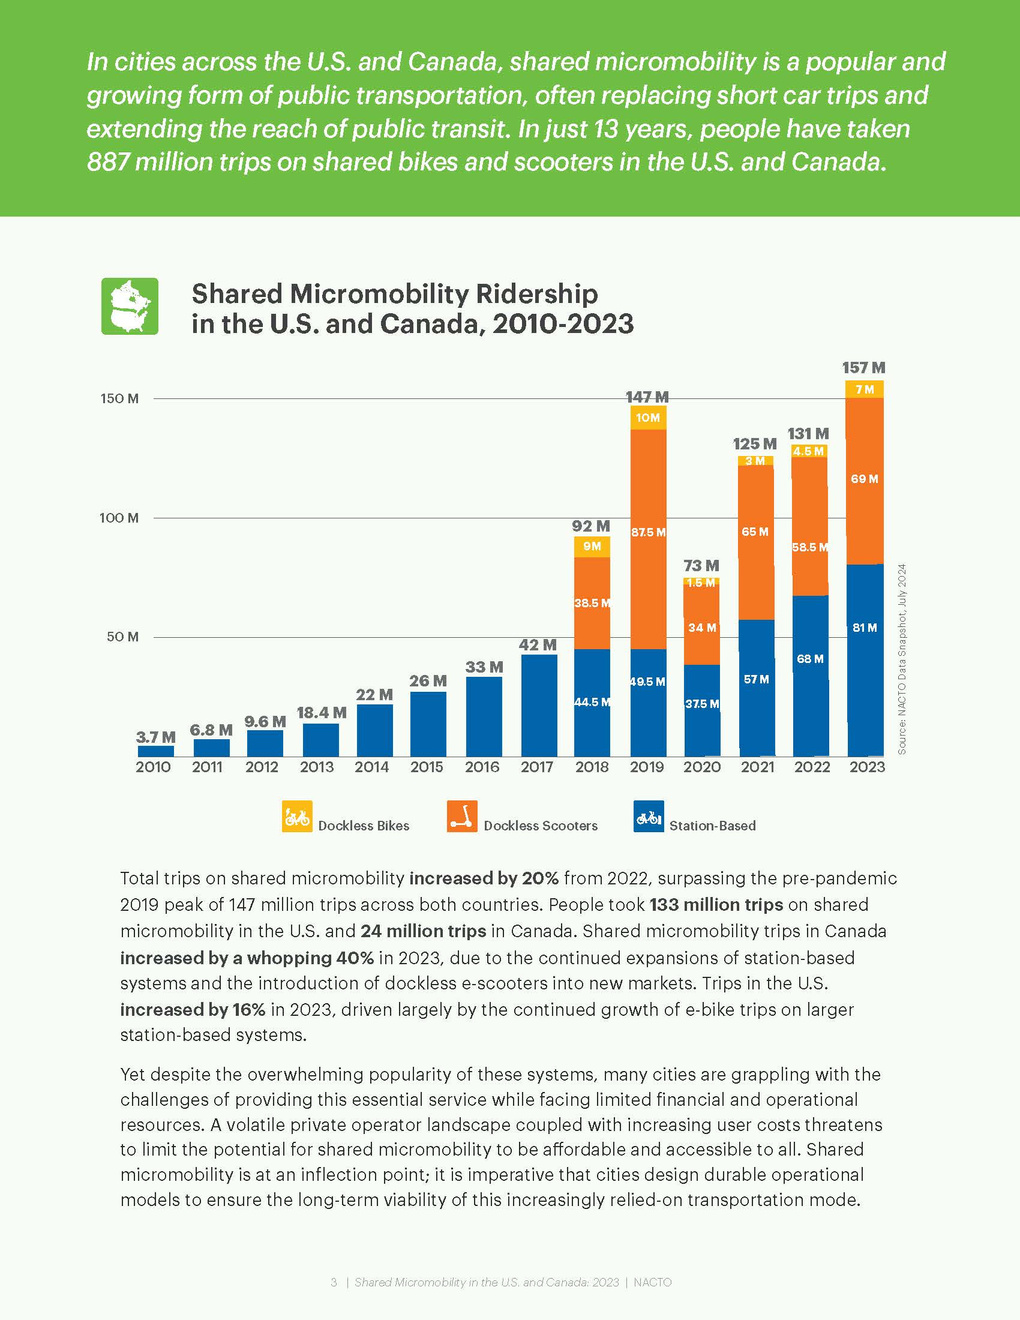 In cities across the U.S. and Canada, shared micromobility is a popular and
growing form of public transportation, often replacing short car trips and
extending the reach of public transit. In just 13 years, people have taken
887 million trips on shared bikes and scooters in the U.S. and Canada.
Shared Micromobility Ridership
in the U.S. and Canada, 2010-2023
150 M
100 M
50 M
3.7 M
6.8 M
9.6 M
18.4 M
22 M
26 M
33 M
42 M
92 M
9M
38.5 M
44.5 M
147 M
10M
87.5 M
49.5 M
73 M
1.5 M
34 M
37.5 M
125 M
3 M
65 M
57 M
131 M
4.5 M
58.5 M
68 M
157 M
7 M
69 M
81 M
2010 2011 2012 2013 2014 2015 2016 2017 2018 2019 2020 2021 2022 2023
Source: NACTO Data Snapshot, July 2024
Dockless Bikes
Dockless Scooters
Station-Based
Total trips on shared micromobility increased by 20% from 2022, surpassing the pre-pandemic
2019 peak of 147 million trips across both countries. People took 133 million trips on shared
micromobility in the U.S. and 24 million trips in Canada. Shared micromobility trips in Canada
increased by a whopping 40% in 2023, due to the continued expansions of station-based
systems and the introduction of dockless e-scooters into new markets. Trips in the U.S.
increased by 16% in 2023, driven largely by the continued growth of e-bike trips on larger
station-based systems.
Yet despite the overwhelming popularity of these systems, many cities are grappling with the
challenges of providing this essential service while facing limited financial and operational
resources. A volatile private operator landscape coupled with increasing user costs threatens
to limit the potential for shared micromobility to be affordable and accessible to all. Shared
micromobility is at an inflection point; it is imperative that cities design durable operational
models to ensure the long-term viability of this increasingly relied-on transportation mode.
3 | Shared Micromobility in the U.S. and Canada: 2023 | NACTO